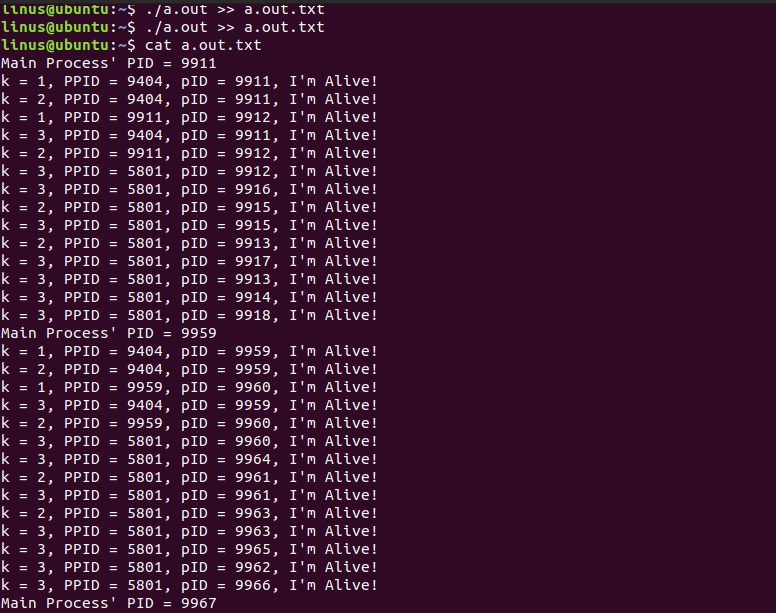 linus@ubuntu:~$ ./a.out >> a.out.txt
linus@ubuntu:~$ ./a.out >> a.out.txt
linus@ubuntu:~$ cat a.out.txt
Main Process' PID = 9911
k = 1, PPID = 9404, pID = 9911, I'm Alive!
k = 2, PPID = 9404, pID = 9911, I'm Alive!
k = 1, PPID = 9911, pID = 9912, I'm Alive!
k = 3, PPID = 9404, pID = 9911, I'm Alive!
k = 2, PPID = 9911, pID = 9912, I'm Alive!
k = 3, PPID = 5801, pID = 9912, I'm Alive!
k = 3, PPID = 5801, pID = 9916, I'm Alive!
k = 2, PPID = 5801, pID = 9915, I'm Alive!
k = 3, PPID = 5801, pID = 9915, I'm Alive!
k = 2, PPID = 5801, pID = 9913, I'm Alive!
k = 3, PPID = 5801, pID = 9917, I'm Alive!
k = 3, PPID = 5801, pID = 9913, I'm Alive!
k = 3, PPID = 5801, pID = 9914, I'm Alive!
k = 3, PPID = 5801, pID = 9918, I'm Alive!
Main Process' PID = 9959
k = 1, PPID = 9404, pID = 9959, I'm Alive!
k = 2, PPID = 9404, pID = 9959, I'm Alive!
k = 1, PPID = 9959, pID = 9960, I'm Alive!
k = 3, PPID = 9404, pID = 9959, I'm Alive!
k = 2, PPID = 9959, pID = 9960, I'm Alive!
k = 3, PPID = 5801, pID = 9960, I'm Alive!
k = 3, PPID = 5801, pID = 9964, I'm Alive!
k = 2, PPID = 5801, pID = 9961, I'm Alive!
k = 3, PPID = 5801, pID = 9961, I'm Alive!
k = 2, PPID = 5801, pID = 9963, I'm Alive!
k = 3, PPID = 5801, pID = 9963, I'm Alive!
k = 3, PPID = 5801, pID = 9965, I'm Alive!
k = 3, PPID = 5801, pID = 9962, I'm Alive!
k = 3, PPID = 5801, pID = 9966, I'm Alive!
Main Process' PID = 9967